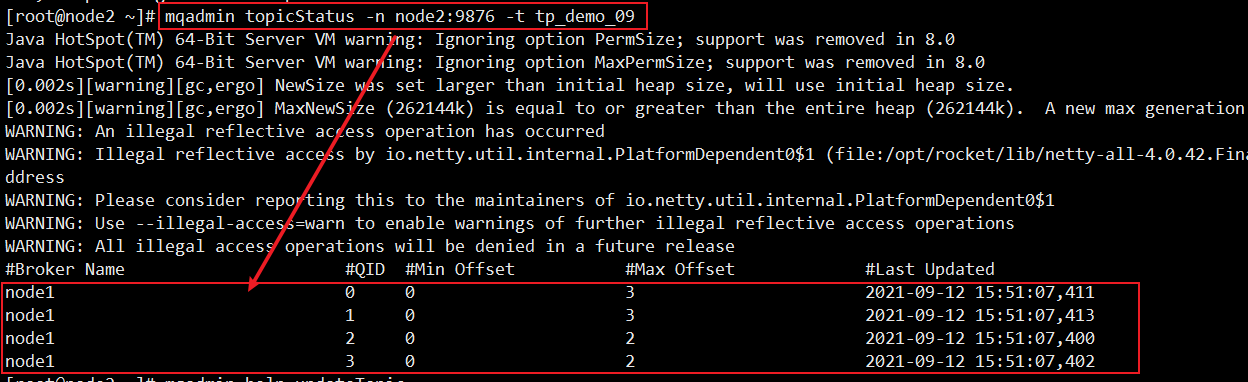 [root@node2 ~]# mqadmin topicStatus -n node2:9876 -t tp_demo_09
Java HotSpot(TM) 64-Bit Server VM warning: Ignoring option PermSize; support was removed in 8.0
Java HotSpot(TM) 64-Bit Server VM warning: Ignoring option MaxPermSize; support was removed in 8.0
[0.002s][warning][gc,ergo] NewSize was set larger than initial heap size, will use initial heap size.
[0.002s][warning][gc,ergo] MaxNewSize (262144k) is equal to or greater than the entire heap (262144k).  A new max generation
WARNING: An illegal reflective access operation has occurred
WARNING: Illegal reflective access by io.netty.util.internal.PlatformDependent0$1 (file:/opt/rocket/lib/netty-all-4.0.42.Fina
ddress
WARNING: Please consider reporting this to the maintainers of io.netty.util.internal.PlatformDependent0$1
WARNING: Use --illegal-access=warn to enable warnings of further illegal reflective access operations
WARNING: All illegal access operations will be denied in a future release
#Broker Name #QID #Min Offset #Max Offset #Last Updated
node1 0 0 3 2021-09-12 15:51:07,411
node1 1 0 3 2021-09-12 15:51:07,413
node1 2 0 2 2021-09-12 15:51:07,400
node1 3 0 2 2021-09-12 15:51:07,402
[root@node2 ~]# mqadmin help updateTopic